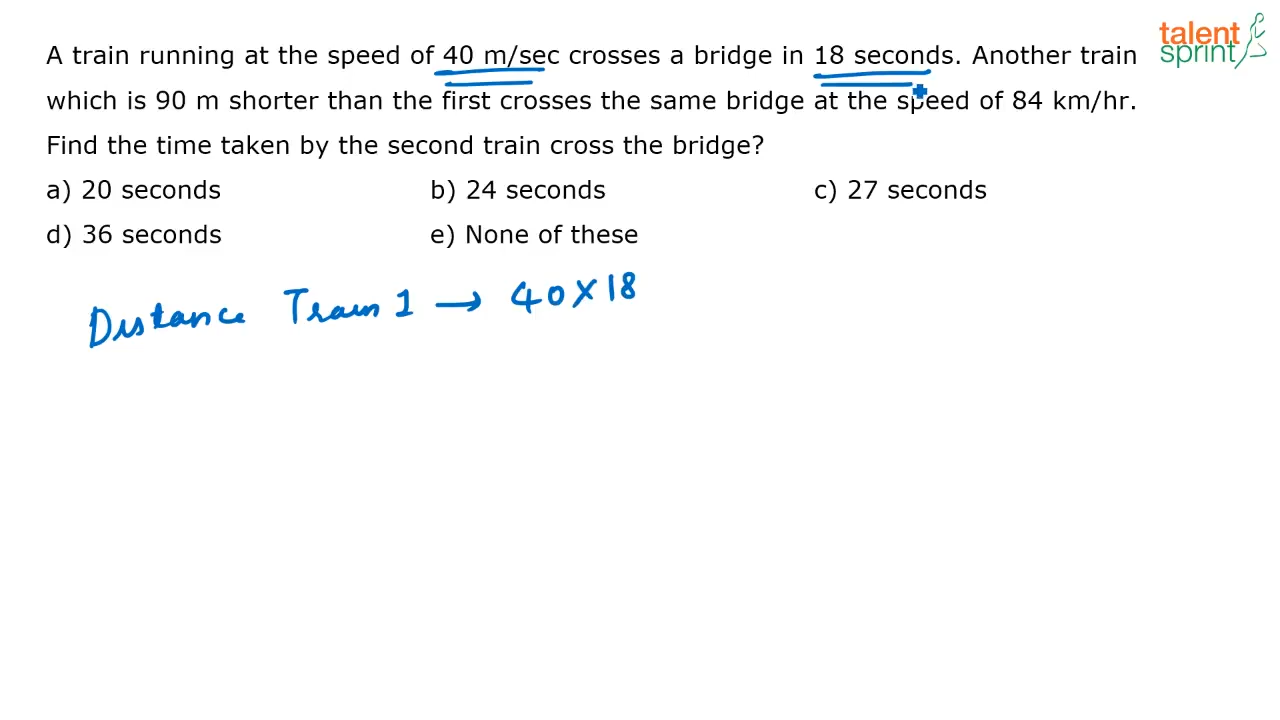 talent
sprint
A train running at the speed of 40 m/sec crosses a bridge in 18 seconds. Another train
which is 90 m shorter than the first crosses the same bridge at the speed of 84 km/hr.
Find the time taken by the second train cross the bridge?
a) 20 seconds b) 24 seconds c) 27 seconds
d) 36 seconds e) None of these
Distance Train 1 → 40×18